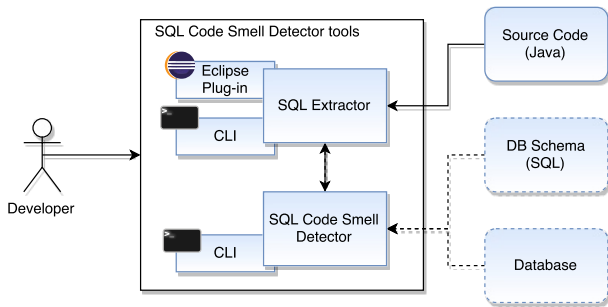 SQL Code Smell Detector tools
Eclipse
Plug-in
SQL Extractor
CLI
SQL Code Smell
Detector
CLI
Developer
Source Code
(Java)
DB Schema
(SQL)
Database